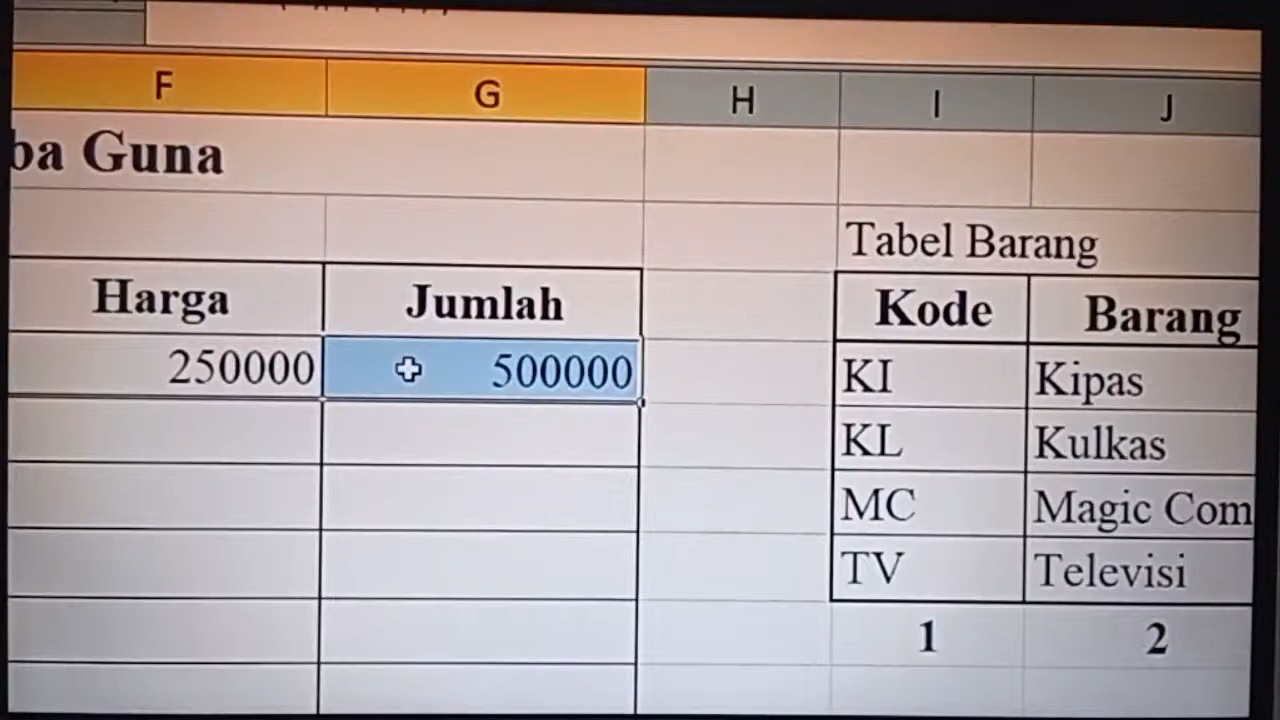 F G H I J
ba Guna
Tabel Barang
Harga Jumlah Kode Barang
250000 500000 KI Kipas
KL Kulkas
MC Magic Com
TV Televisi
1 2